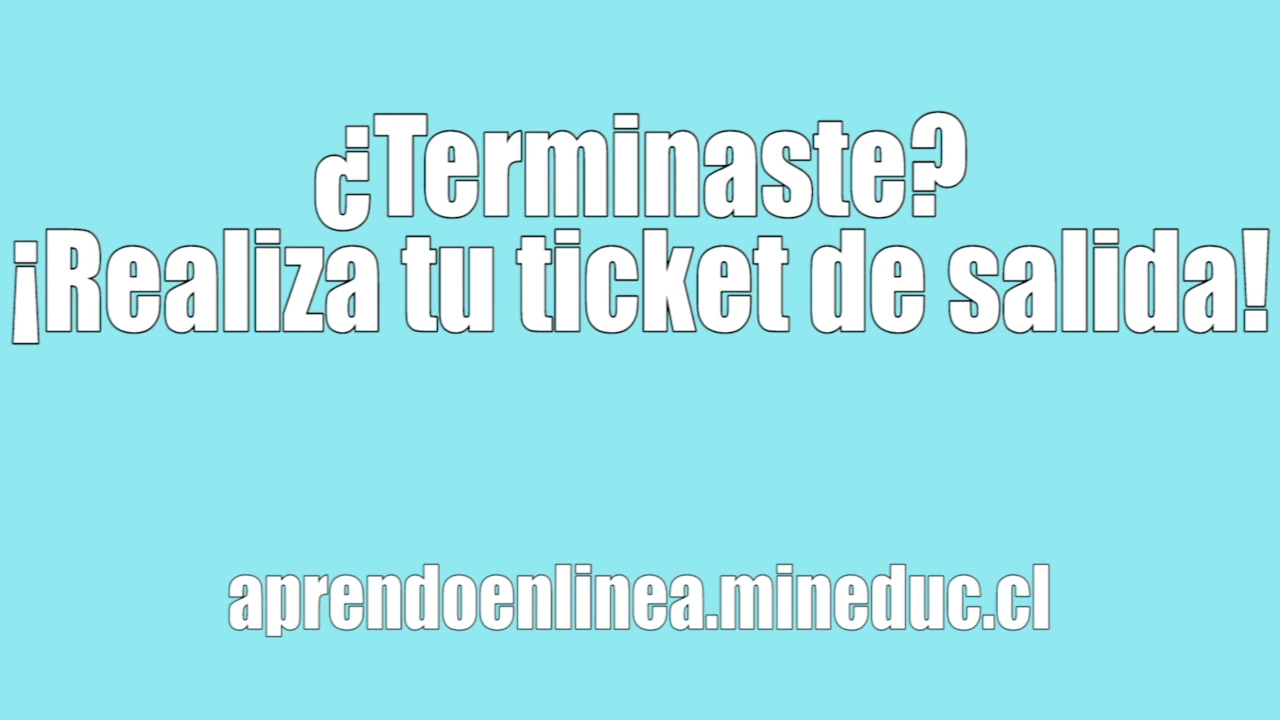 ¿Terminaste?
¡Realiza tu ticket de salida!
aprendoenlinea.mineduc.cl